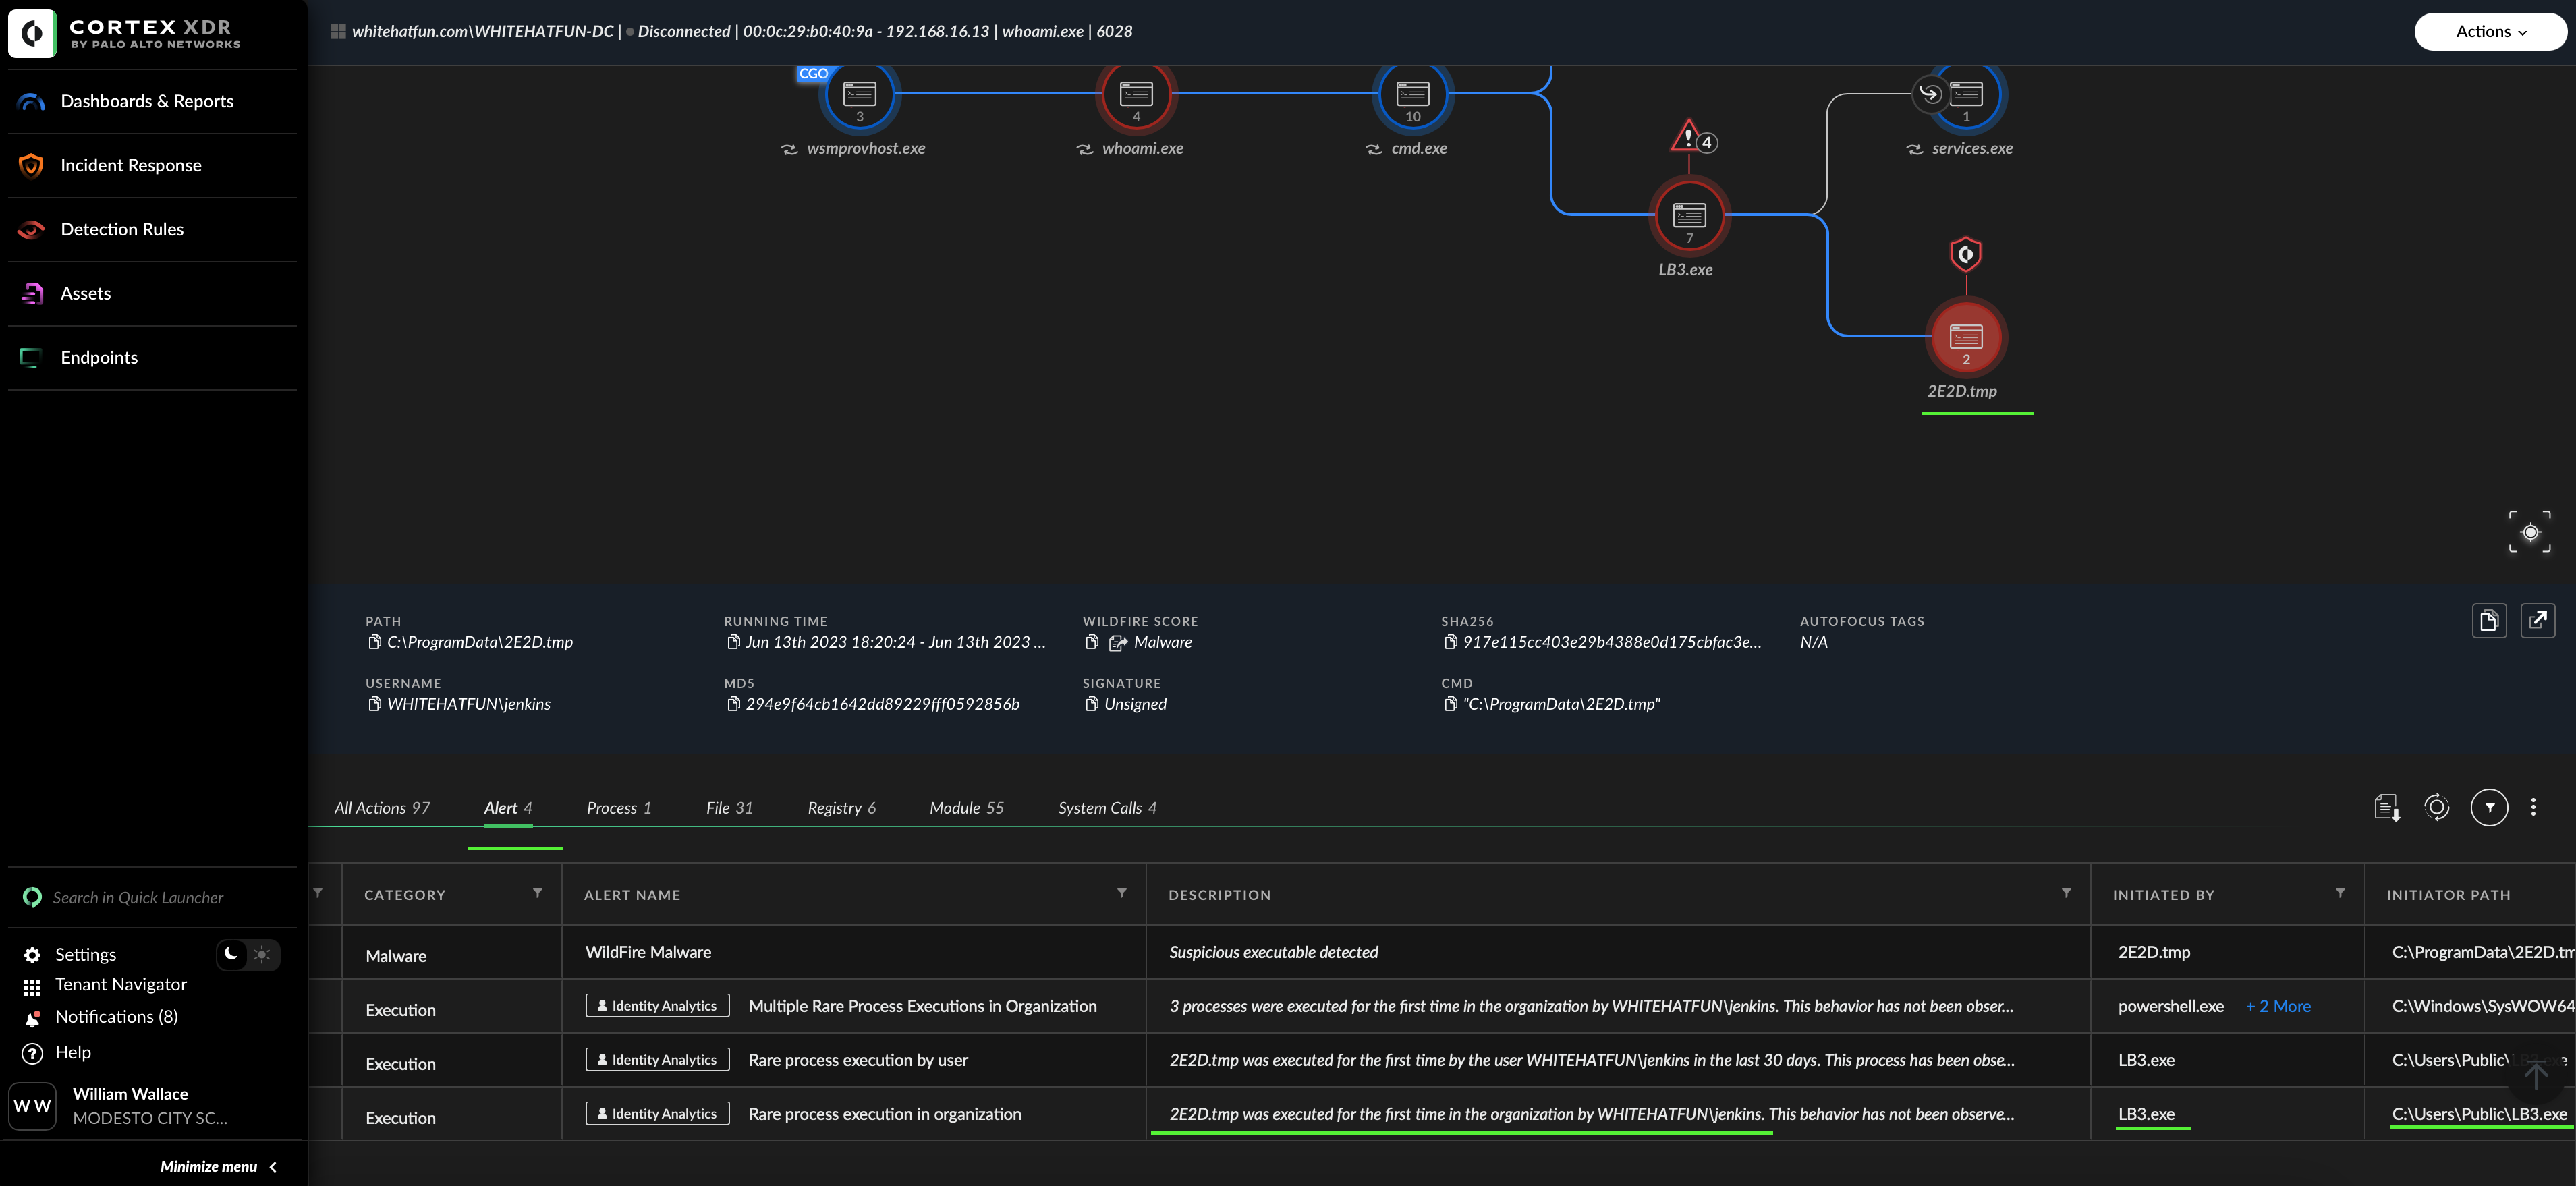 CORTEX XDR
BY PALO ALTO NETWORKS
Dashboards & Reports
Incident Response
Detection Rules
Assets
Endpoints
Search in Quick Launcher
Settings
Tenant Navigator
Notifications (8)
Help
W W
William Wallace
MODESTO CITY SC...
Minimize menu
whitehatfun.com\WHITEHATFUN-DC | Disconnected | 00:0c:29:b0:40:9a - 192.168.16.13 | whoami.exe | 6028
Actions
CGO
3
wsmprovhost.exe
4
whoami.exe
10
cmd.exe
4
7
LB3.exe
1
services.exe
2
2E2D.tmp
PATH
C:\ProgramData\2E2D.tmp
RUNNING TIME
Jun 13th 2023 18:20:24 - Jun 13th 2023 ...
WILDFIRE SCORE
Malware
SHA256
917e115cc403e29b4388e0d175cbfac3e...
AUTOFOCUS TAGS
N/A
USERNAME
WHITEHATFUN\jenkins
MD5
294e9f64cb1642dd89229fff0592856b
SIGNATURE
Unsigned
CMD
"C:\ProgramData\2E2D.tmp"
All Actions 97 Alert 4 Process 1 File 31 Registry 6 Module 55 System Calls 4
CATEGORY ALERT NAME DESCRIPTION INITIATED BY INITIATOR PATH
Malware WildFire Malware Suspicious executable detected 2E2D.tmp C:\ProgramData\2E2D.tm
Execution Identity Analytics Multiple Rare Process Executions in Organization 3 processes were executed for the first time in the organization by WHITEHATFUN\jenkins. This behavior has not been obser... powershell.exe + 2 More C:\Windows\SysWOW64
Execution Identity Analytics Rare process execution by user 2E2D.tmp was executed for the first time by the user WHITEHATFUN\jenkins in the last 30 days. This process has been obse... LB3.exe C:\Users\Public\LB3.exe
Execution Identity Analytics Rare process execution in organization 2E2D.tmp was executed for the first time in the organization by WHITEHATFUN\jenkins. This behavior has not been observe... LB3.exe C:\Users\Public\LB3.exe